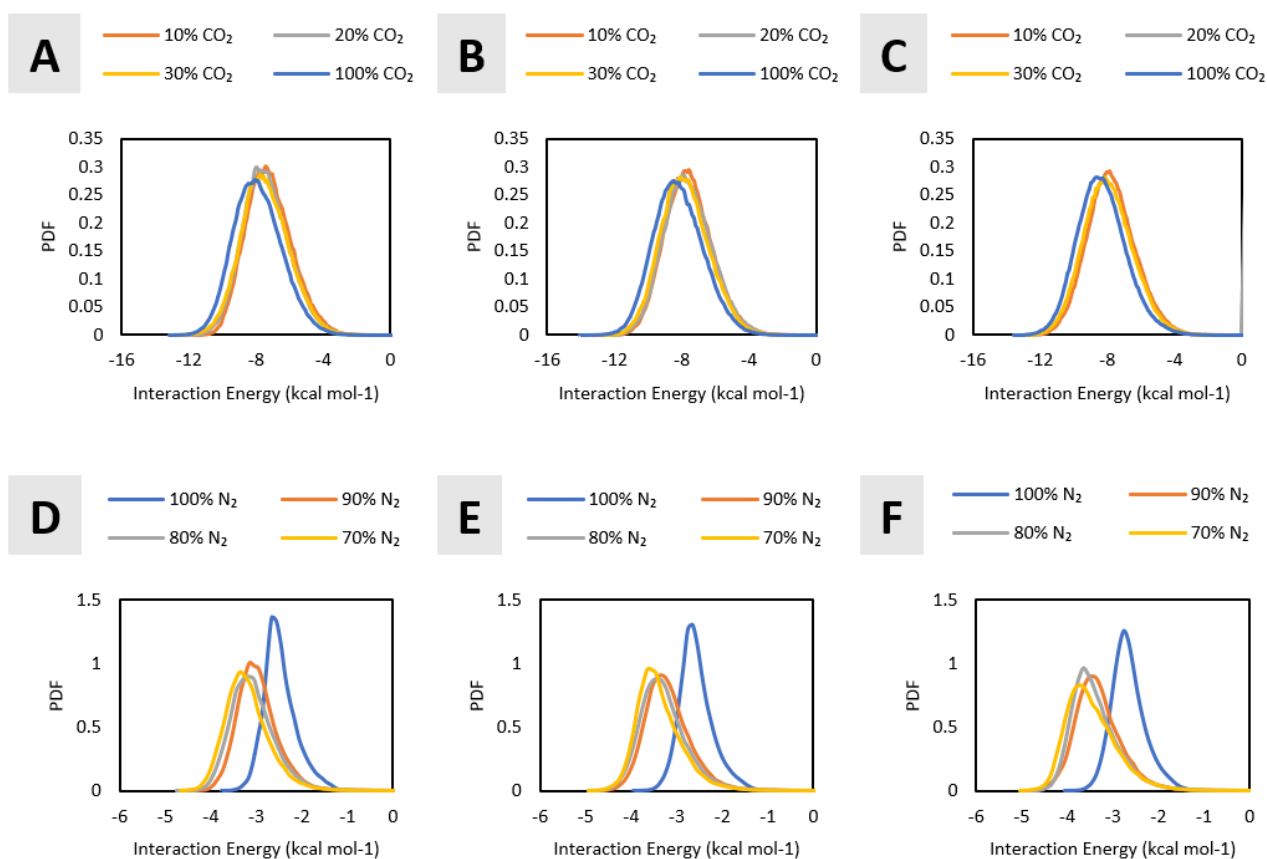 A
10% CO₂ 20% CO₂
30% CO₂ 100% CO₂
B
10% CO₂ 20% CO₂
30% CO₂ 100% CO₂
C
10% CO₂ 20% CO₂
30% CO₂ 100% CO₂
PDF
0.35
0.3
0.25
0.2
0.15
0.1
0.05
0
-16 -12 -8 -4 0
Interaction Energy (kcal mol-1)
PDF
0.35
0.3
0.25
0.2
0.15
0.1
0.05
0
-16 -12 -8 -4 0
Interaction Energy (kcal mol-1)
PDF
0.35
0.3
0.25
0.2
0.15
0.1
0.05
0
-16 -12 -8 -4 0
Interaction Energy (kcal mol-1)
D
100% N₂ 90% N₂
80% N₂ 70% N₂
E
100% N₂ 90% N₂
80% N₂ 70% N₂
F
100% N₂ 90% N₂
80% N₂ 70% N₂
PDF
1.5
1
0.5
0
-6 -5 -4 -3 -2 -1 0
Interaction Energy (kcal mol-1)
PDF
1.5
1
0.5
0
-6 -5 -4 -3 -2 -1 0
Interaction Energy (kcal mol-1)
PDF
1.5
1
0.5
0
-6 -5 -4 -3 -2 -1 0
Interaction Energy (kcal mol-1)